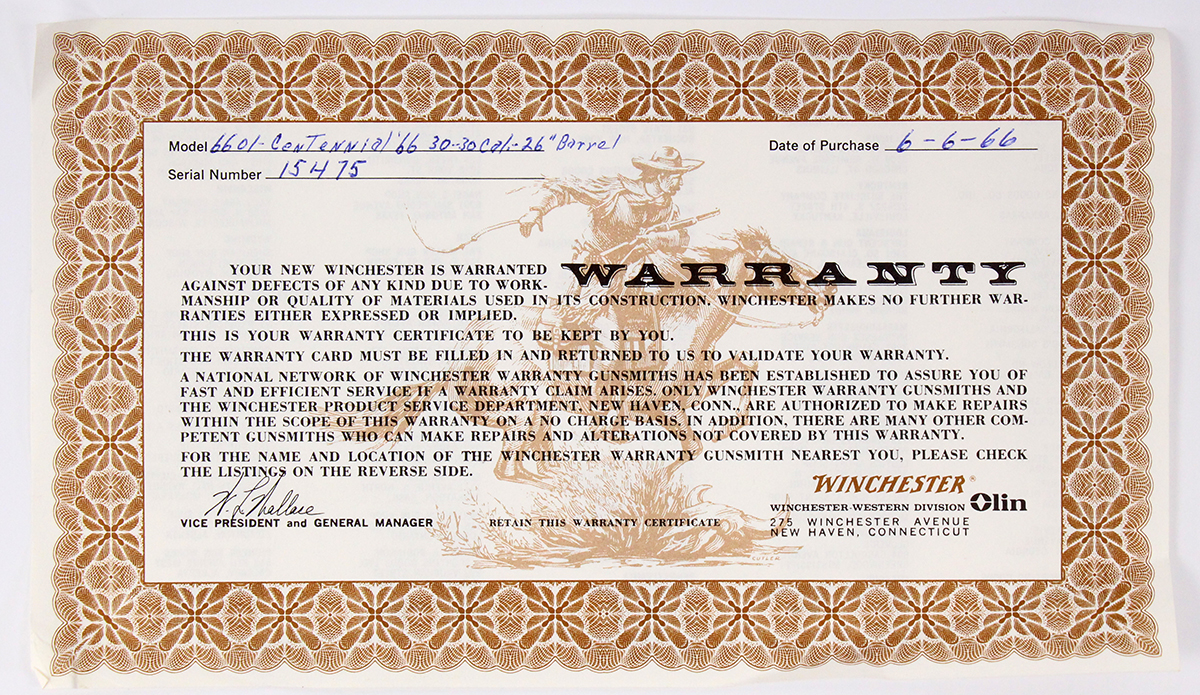 Model 6601-Centennial '66 30-30 Cal.-26" Barrel Date of Purchase 6-6-66
Serial Number 15475
WARRANTY
YOUR NEW WINCHESTER IS WARRANTED
AGAINST DEFECTS OF ANY KIND DUE TO WORK-
MANSHIP OR QUALITY OF MATERIALS USED IN ITS CONSTRUCTION. WINCHESTER MAKES NO FURTHER WAR-
RANTIES EITHER EXPRESSED OR IMPLIED.
THIS IS YOUR WARRANTY CERTIFICATE TO BE KEPT BY YOU.
THE WARRANTY CARD MUST BE FILLED IN AND RETURNED TO US TO VALIDATE YOUR WARRANTY.
A NATIONAL NETWORK OF WINCHESTER WARRANTY GUNSMITHS HAS BEEN ESTABLISHED TO ASSURE YOU OF
FAST AND EFFICIENT SERVICE IF A WARRANTY CLAIM ARISES. ONLY WINCHESTER WARRANTY GUNSMITHS AND
THE WINCHESTER PRODUCT SERVICE DEPARTMENT, NEW HAVEN, CONN., ARE AUTHORIZED TO MAKE REPAIRS
WITHIN THE SCOPE OF THIS WARRANTY ON A NO CHARGE BASIS. IN ADDITION, THERE ARE MANY OTHER COM-
PETENT GUNSMITHS WHO CAN MAKE REPAIRS AND ALTERATIONS NOT COVERED BY THIS WARRANTY.
FOR THE NAME AND LOCATION OF THE WINCHESTER WARRANTY GUNSMITH NEAREST YOU, PLEASE CHECK
THE LISTINGS ON THE REVERSE SIDE.
W. L. Wallace
VICE PRESIDENT and GENERAL MANAGER
RETAIN THIS WARRANTY CERTIFICATE
WINCHESTER®
WINCHESTER-WESTERN DIVISION Olin
275 WINCHESTER AVENUE
NEW HAVEN, CONNECTICUT